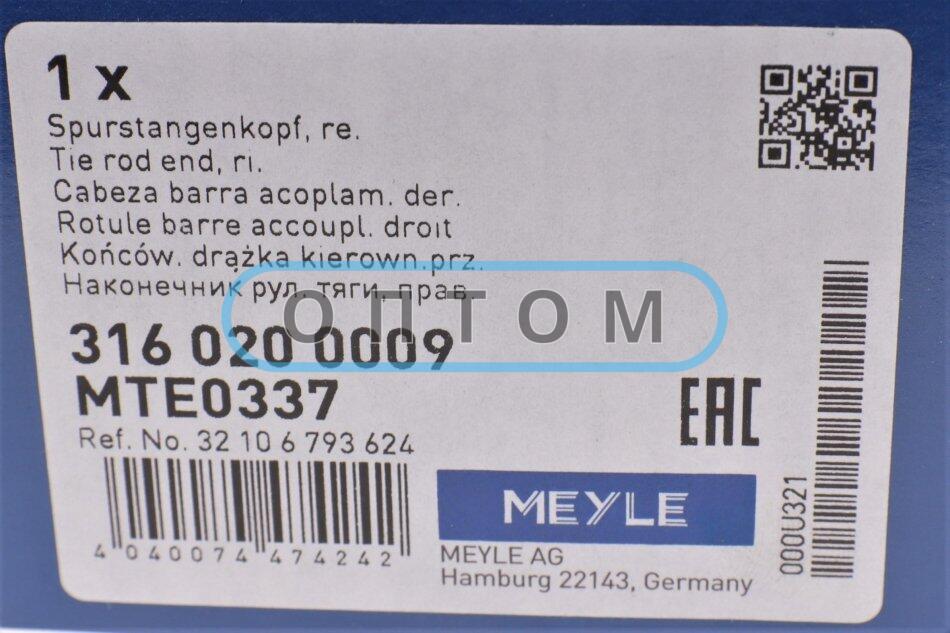 1 x
Spurstangenkopf, re.
Tie rod end, ri.
Cabeza barra acoplam. der.
Rotule barre accoupl. droit
Końców. drążka kierown.prz.
Наконечник рул. тяги, прав.
ОПТОМ
316 020 0009
MTE0337
Ref. No. 32 10 6 793 624
EAC
4 040074 474242
MEYLE
MEYLE AG
Hamburg 22143, Germany
000U321